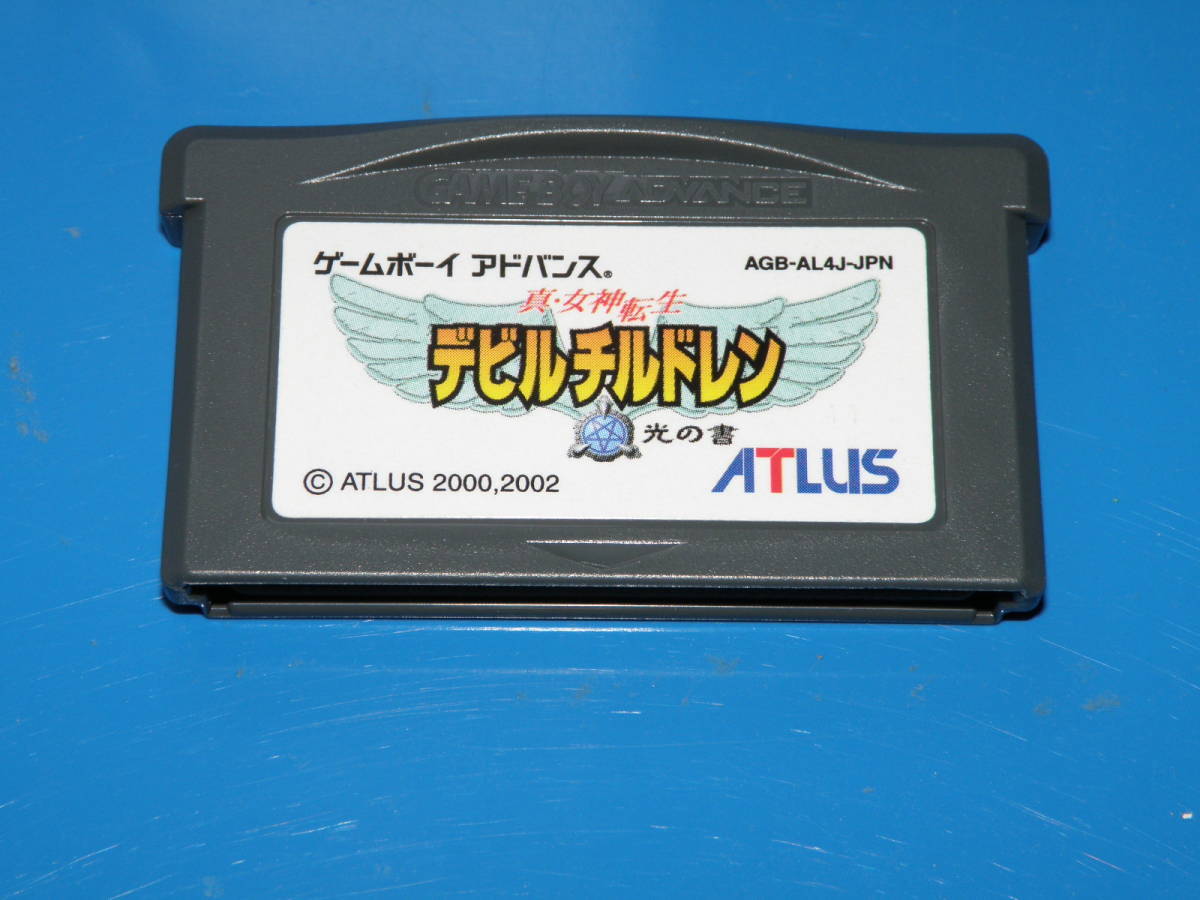 GAME BOY ADVANCE
ゲームボーイ アドバンス®
AGB-AL4J-JPN
真・女神転生
デビルチルドレン
光の書
© ATLUS 2000,2002
ATLUS